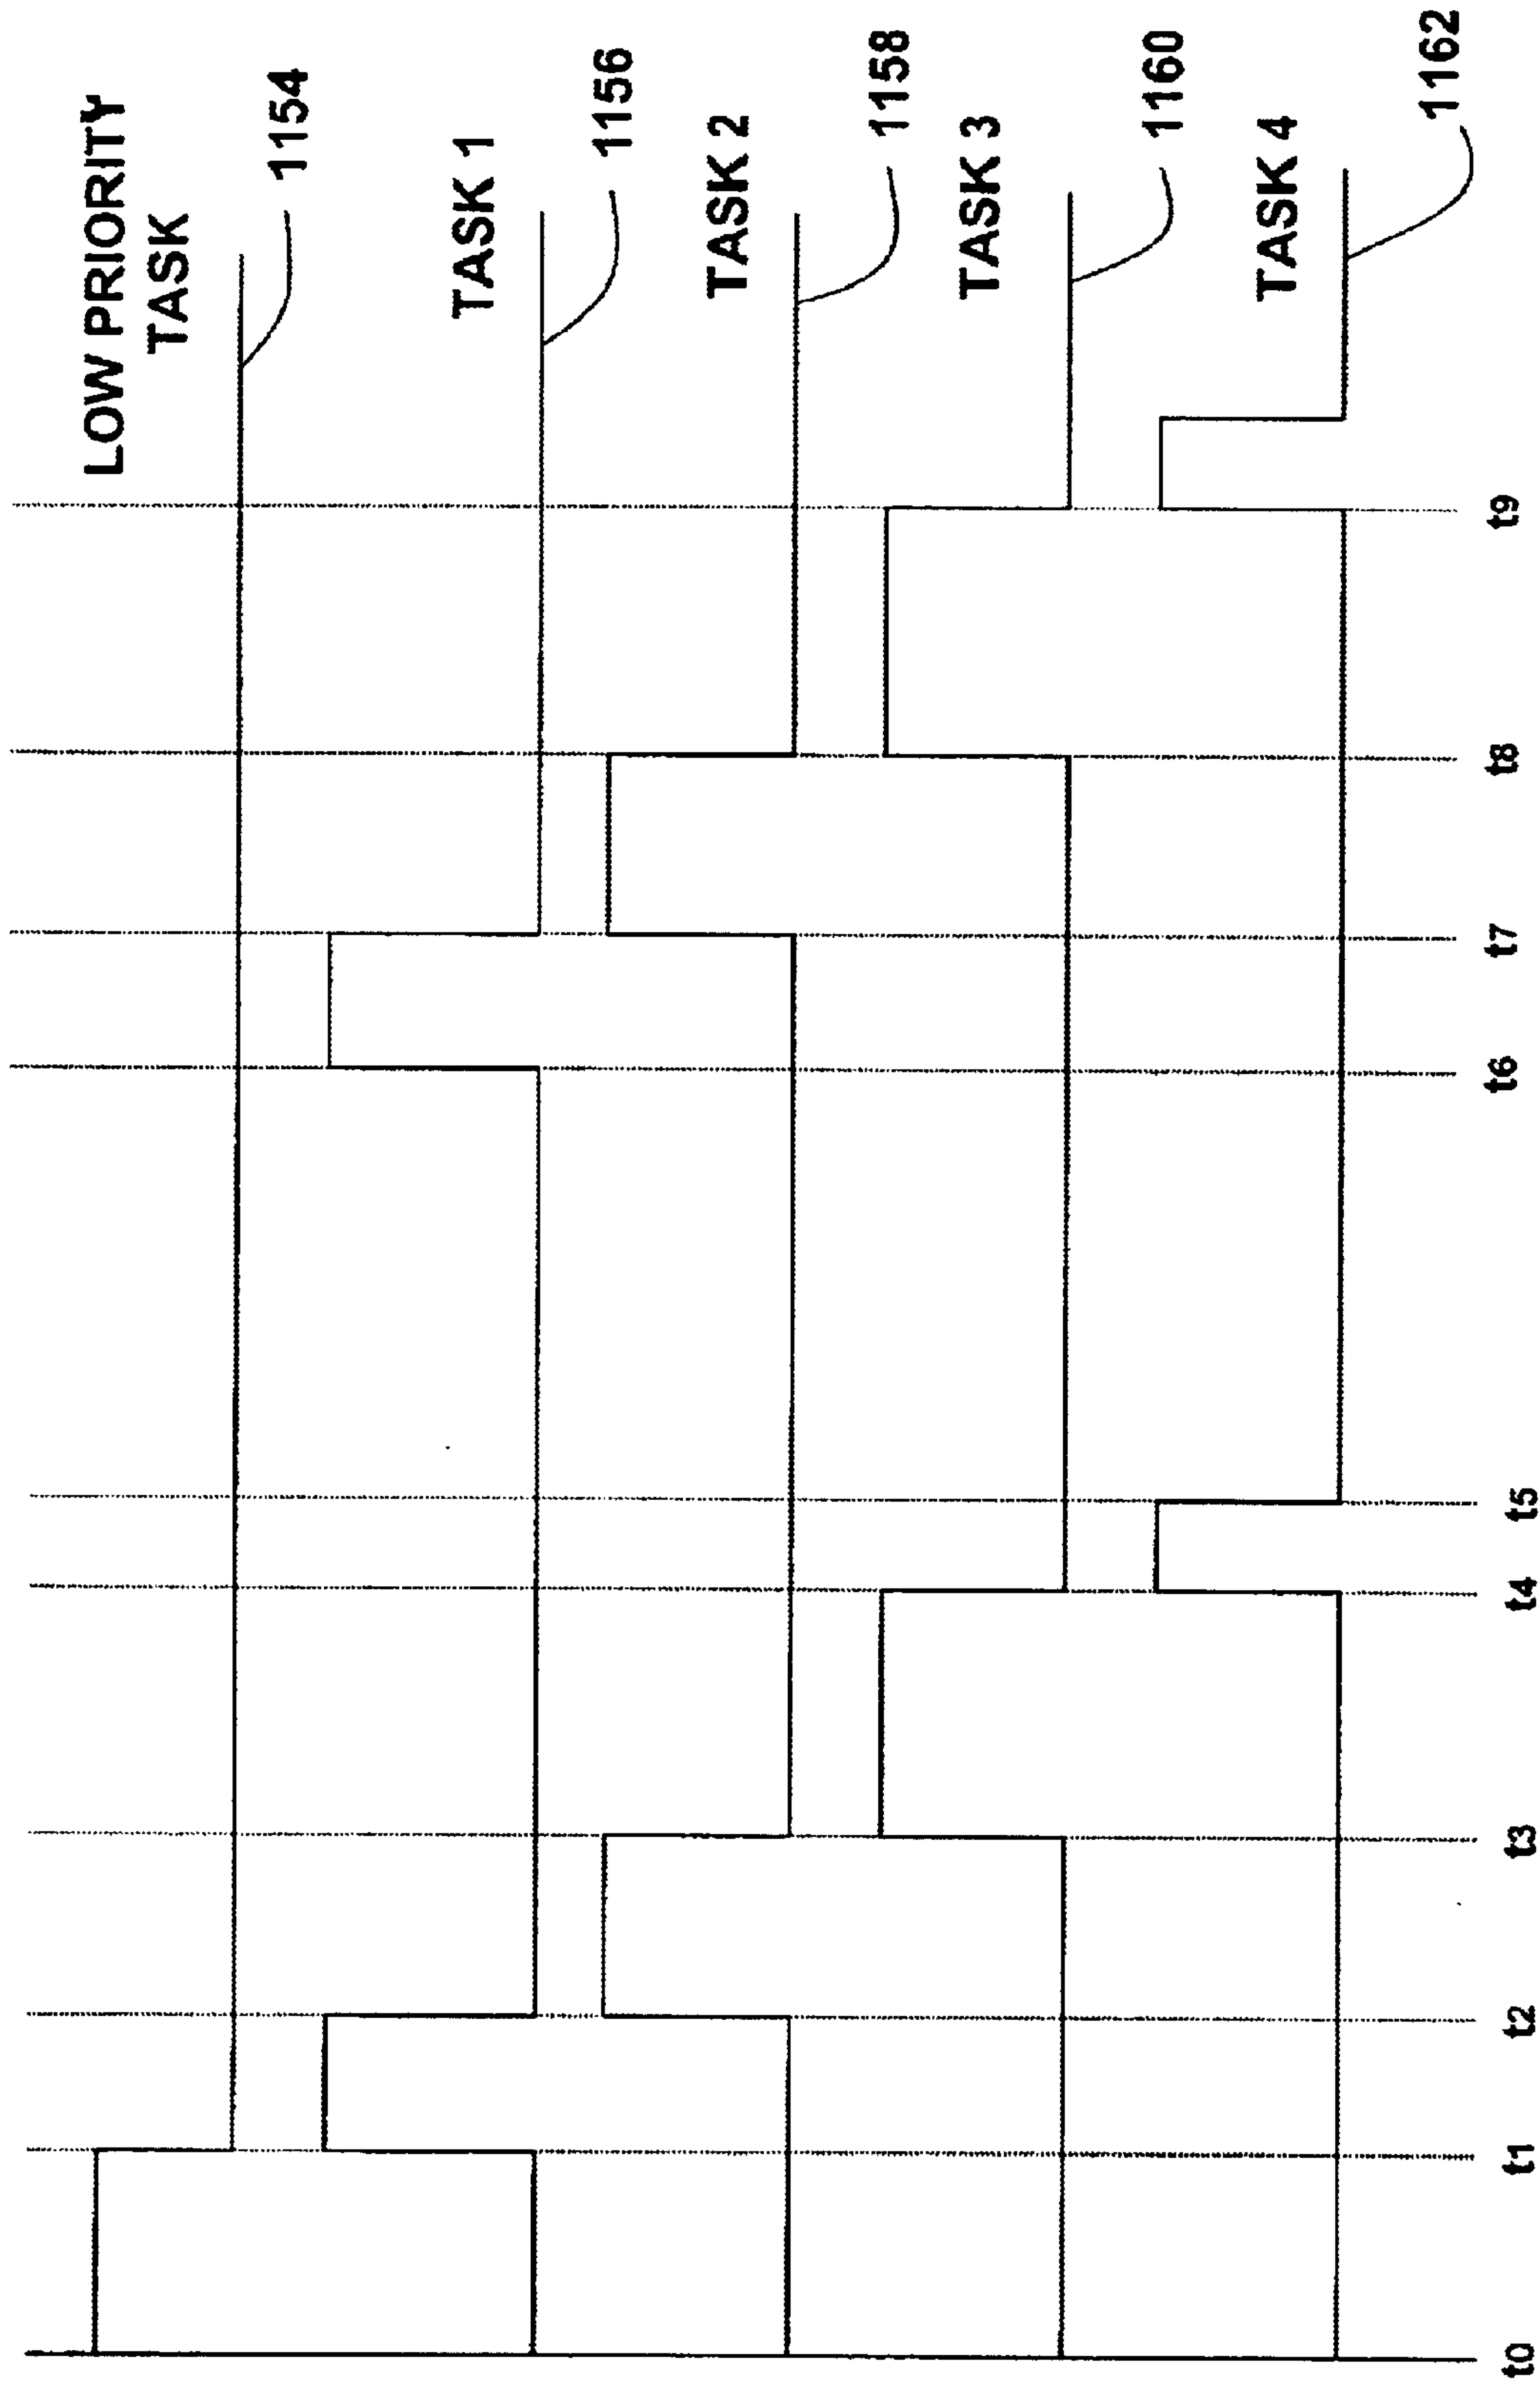 LOW PRIORITY
TASK
1154
TASK 1
1156
TASK 2
1158
TASK 3
1160
TASK 4
1162
t0 t1 t2 t3 t4 t5 t6 t7 t8 t9